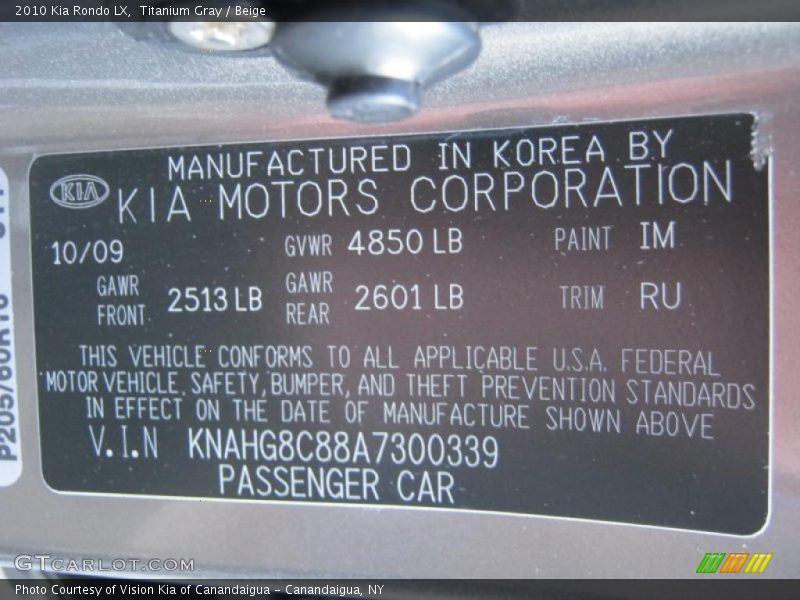 2010 Kia Rondo LX, Titanium Gray / Beige
MANUFACTURED IN KOREA BY
KIA KIA MOTORS CORPORATION
10/09 GVWR 4850 LB PAINT IM
GAWR FRONT 2513 LB GAWR REAR 2601 LB TRIM RU
THIS VEHICLE CONFORMS TO ALL APPLICABLE U.S.A. FEDERAL
MOTOR VEHICLE SAFETY, BUMPER, AND THEFT PREVENTION STANDARDS
IN EFFECT ON THE DATE OF MANUFACTURE SHOWN ABOVE
V.I.N KNAHG8C88A7300339
PASSENGER CAR
P205/60R16
GTCARLOT.COM
Photo Courtesy of Vision Kia of Canandaigua – Canandaigua, NY